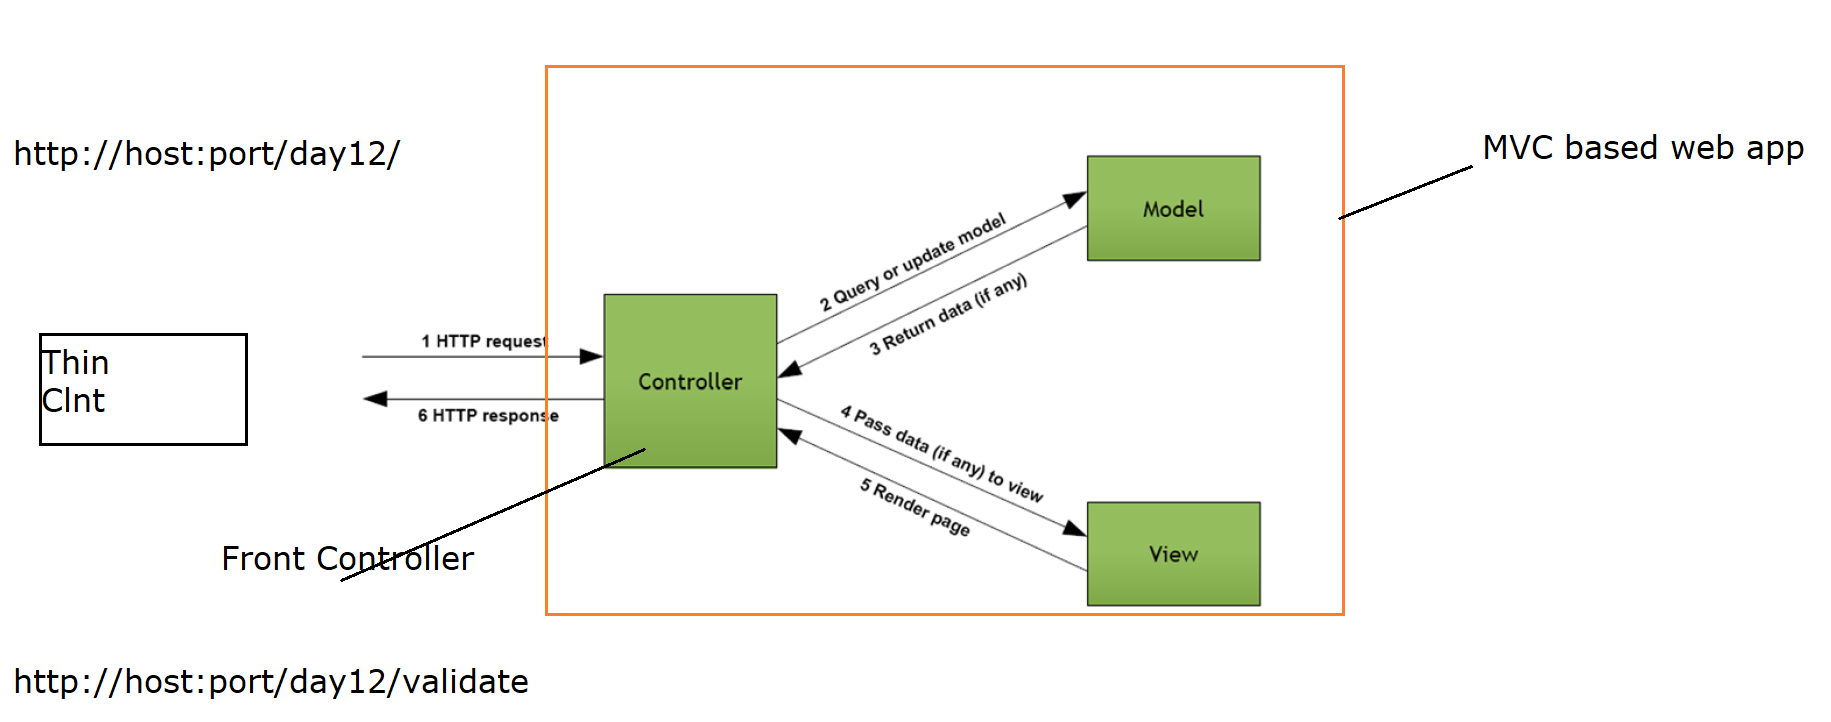 http://host:port/day12/
MVC based web app
Model
2 Query or update model
3 Return data (if any)
1 HTTP request
Thin
Clnt
Controller
6 HTTP response
4 Pass data (if any) to view
5 Render page
Front Controller
View
http://host:port/day12/validate